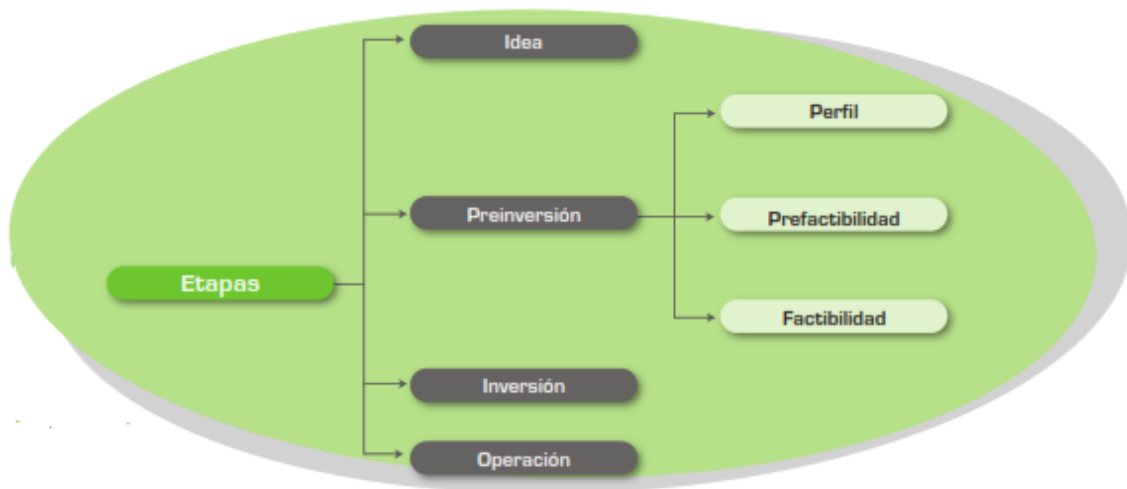 Idea
Perfil
Preinversión
Prefactibilidad
Etapas
Factibilidad
Inversión
Operación